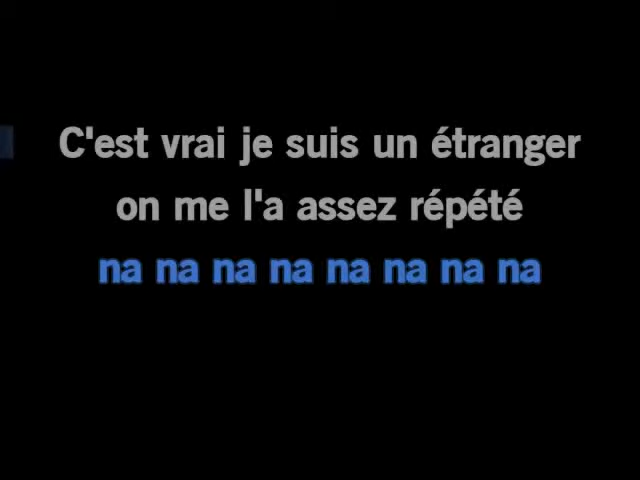 C'est vrai je suis un étranger
on me l'a assez répété
na na na na na na na na